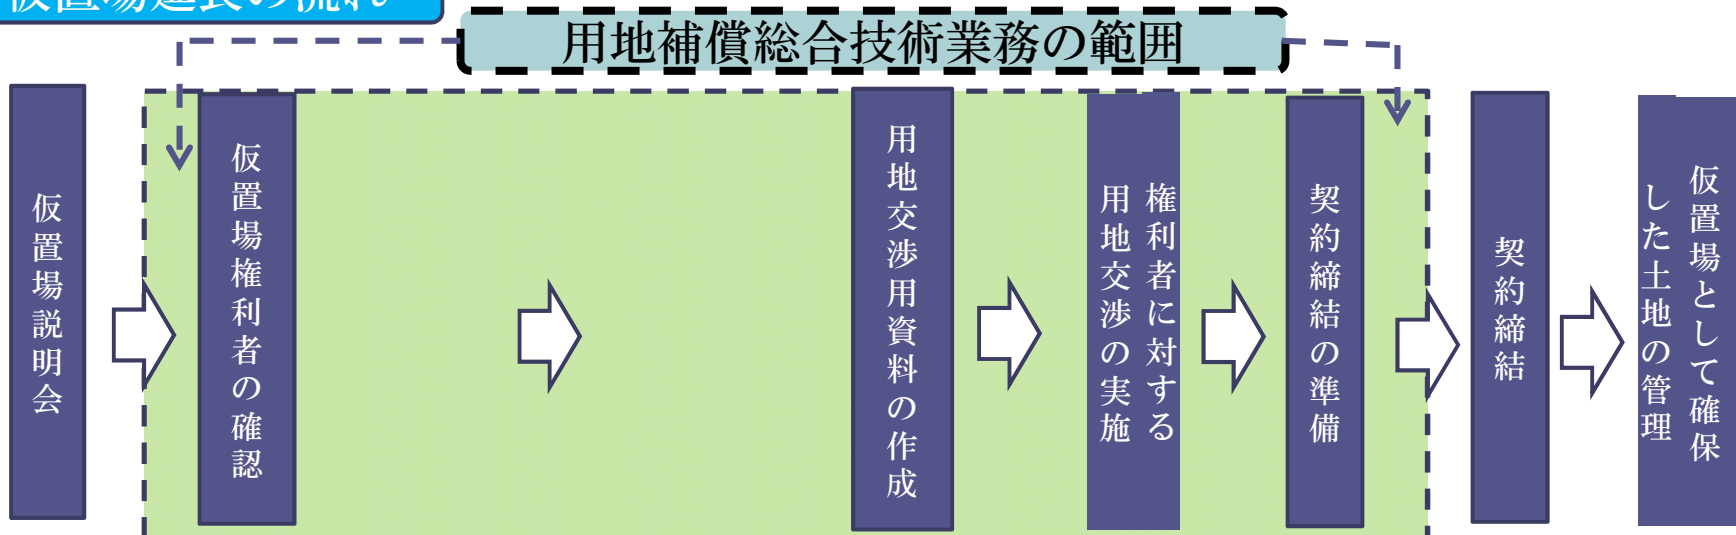 仮置場延長の流れ
用地補償総合技術業務の範囲
仮置場説明会
仮置場権利者の確認
用地交渉用資料の作成
権利者に対する
用地交渉の実施
契約締結の準備
契約締結
仮置場として確保
した土地の管理